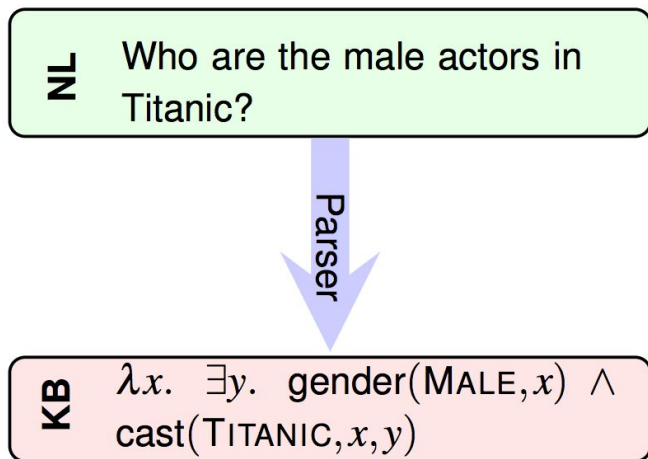 NL
Who are the male actors in
Titanic?
Parser
KB
λx. ∃y. gender(MALE,x) ∧
cast(TITANIC,x,y)